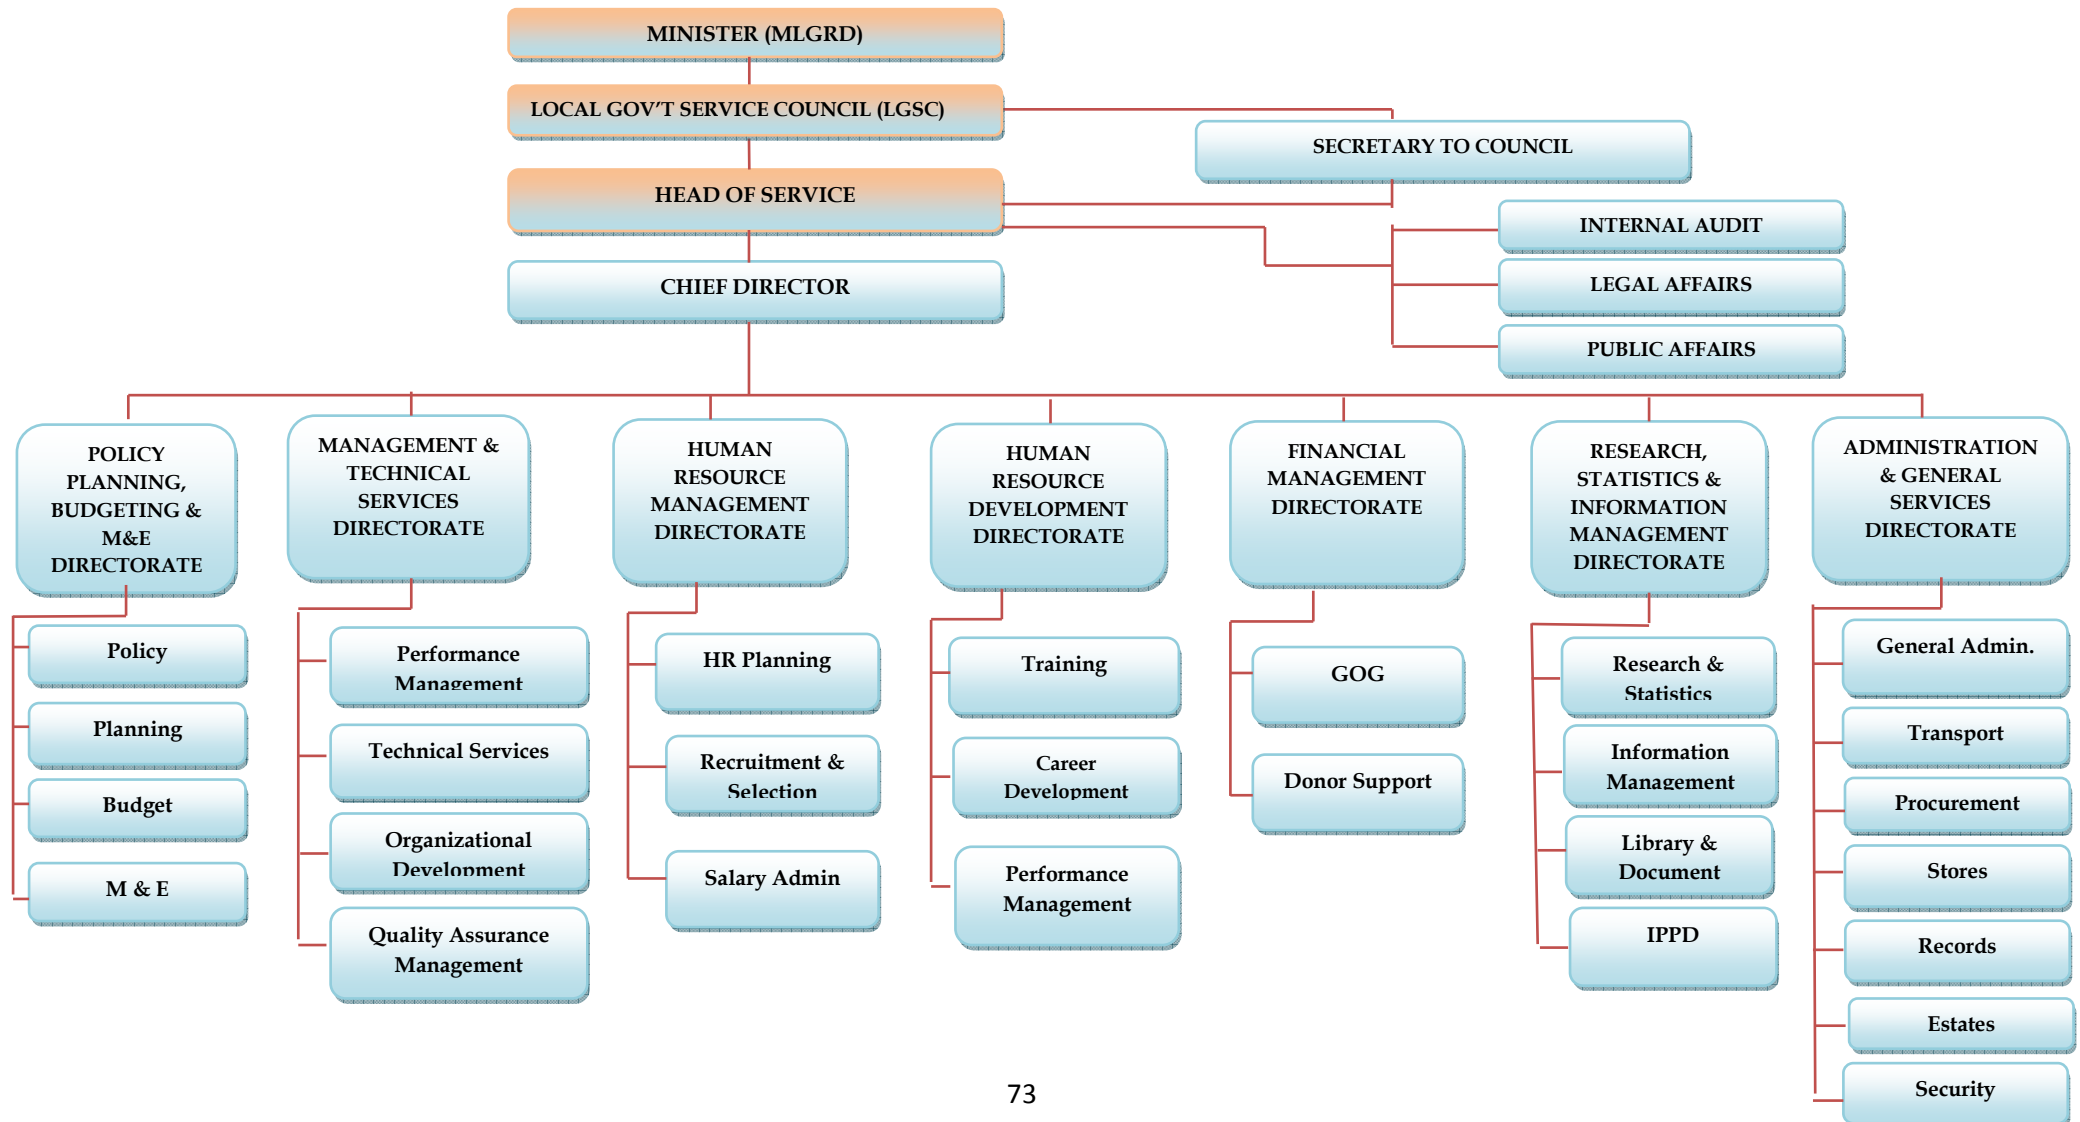 MINISTER (MLGRD)
LOCAL GOV'T SERVICE COUNCIL (LGSC)
SECRETARY TO COUNCIL
HEAD OF SERVICE
INTERNAL AUDIT
LEGAL AFFAIRS
CHIEF DIRECTOR
PUBLIC AFFAIRS
POLICY
PLANNING,
BUDGETING &
M&E
DIRECTORATE
Policy
Planning
Budget
M & E
MANAGEMENT &
TECHNICAL
SERVICES
DIRECTORATE
Performance
Management
Technical Services
Organizational
Development
Quality Assurance
Management
HUMAN
RESOURCE
MANAGEMENT
DIRECTORATE
HR Planning
Recruitment &
Selection
Salary Admin
HUMAN
RESOURCE
DEVELOPMENT
DIRECTORATE
Training
Career
Development
Performance
Management
FINANCIAL
MANAGEMENT
DIRECTORATE
GOG
Donor Support
RESEARCH,
STATISTICS &
INFORMATION
MANAGEMENT
DIRECTORATE
Research &
Statistics
Information
Management
Library &
Document
IPPD
ADMINISTRATION
& GENERAL
SERVICES
DIRECTORATE
General Admin.
Transport
Procurement
Stores
Records
Estates
Security
73